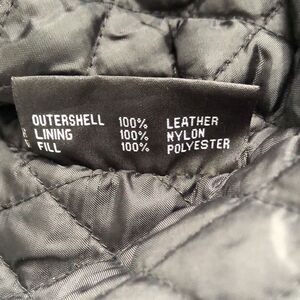 OUTERSHELL 100% LEATHER
LINING 100% NYLON
FILL 100% POLYESTER